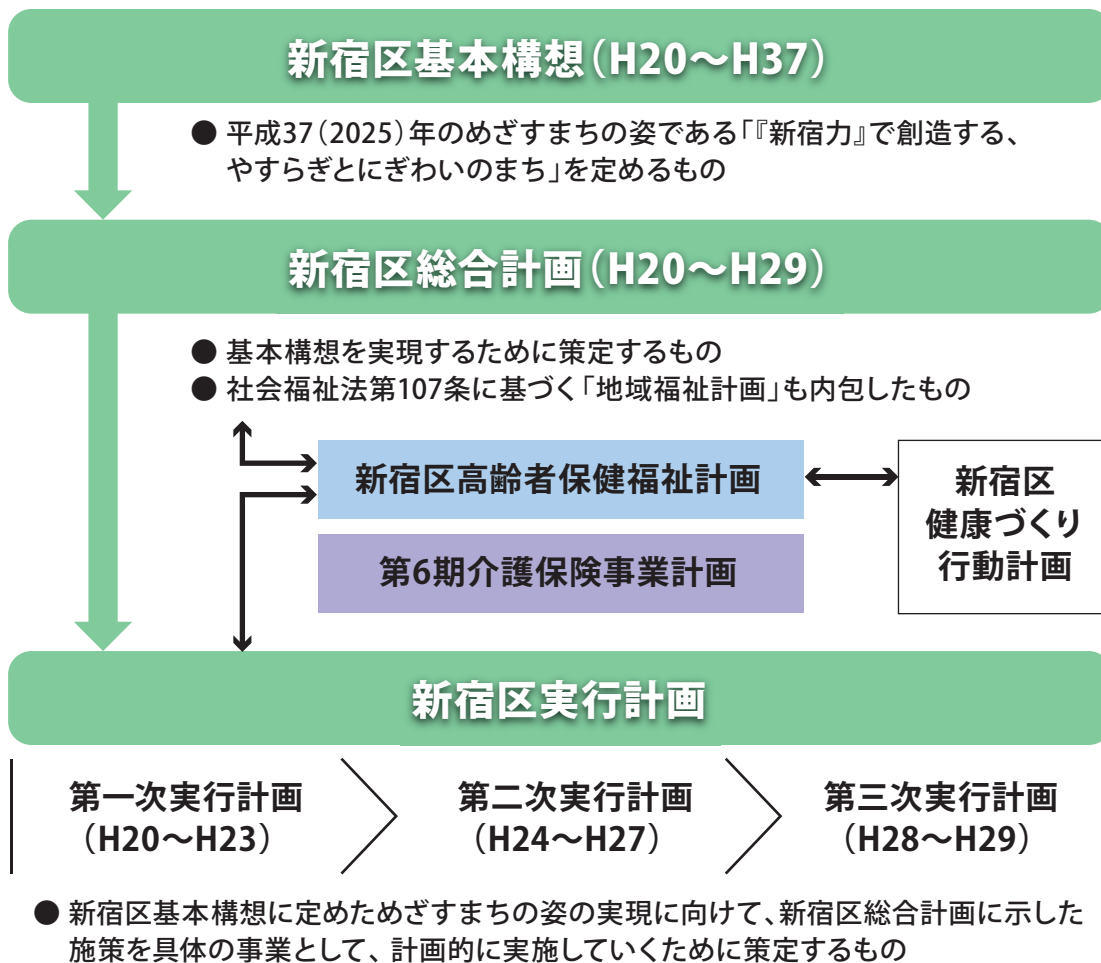 新宿区基本構想（H20～H37）
● 平成37（2025）年のめざすまちの姿である「『新宿力』で創造する、
やすらぎとにぎわいのまち」を定めるもの
新宿区総合計画（H20～H29）
● 基本構想を実現するために策定するもの
● 社会福祉法第107条に基づく「地域福祉計画」も内包したもの
新宿区高齢者保健福祉計画
第6期介護保険事業計画
新宿区
健康づくり
行動計画
新宿区実行計画
第一次実行計画
（H20～H23）
第二次実行計画
（H24～H27）
第三次実行計画
（H28～H29）
● 新宿区基本構想に定めためざすまちの姿の実現に向けて、新宿区総合計画に示した
施策を具体の事業として、計画的に実施していくために策定するもの